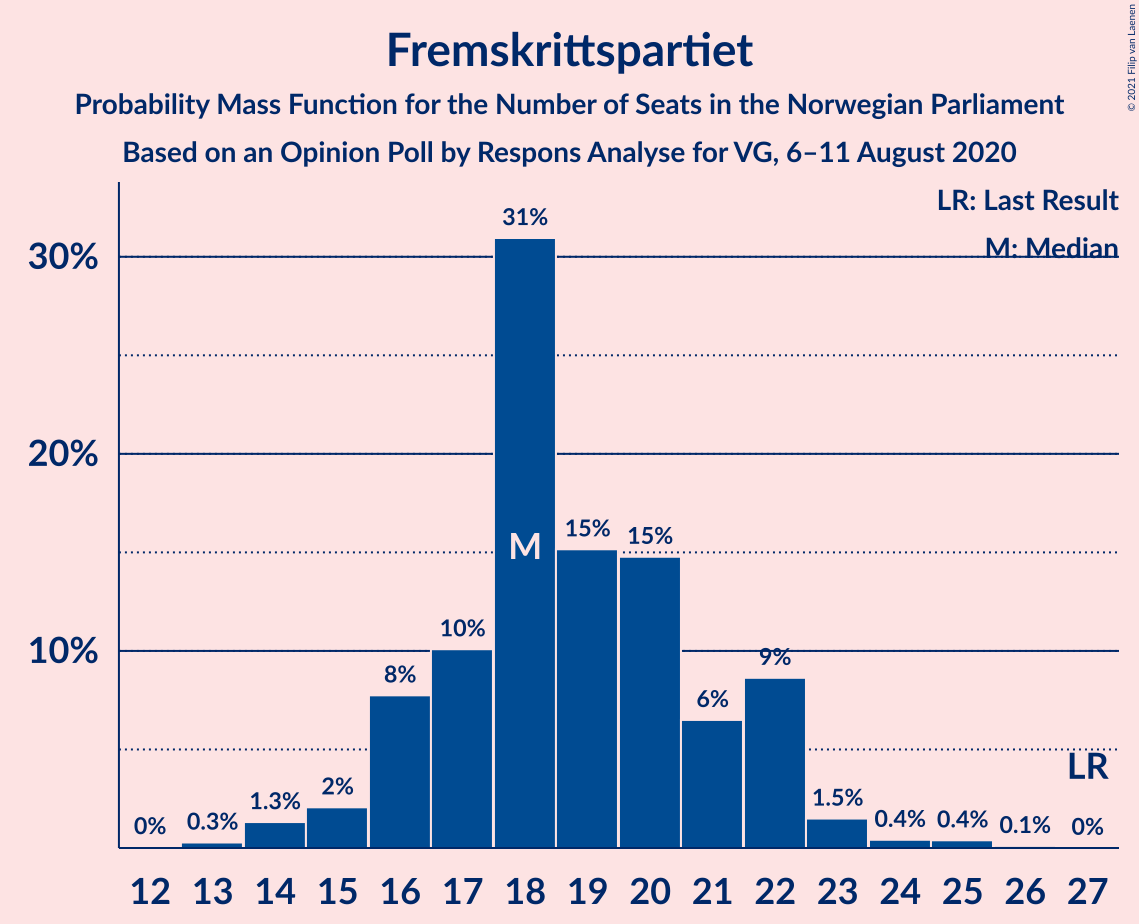 Fremskrittspartiet
Probability Mass Function for the Number of Seats in the Norwegian Parliament
Based on an Opinion Poll by Respons Analyse for VG, 6–11 August 2020
© 2021 Filip van Laenen
LR: Last Result
M: Median
30%
20%
10%
0%
0.3%
1.3%
2%
8%
10%
31%
M
15%
15%
6%
9%
1.5%
0.4%
0.4%
0.1%
0%
LR
12 13 14 15 16 17 18 19 20 21 22 23 24 25 26 27